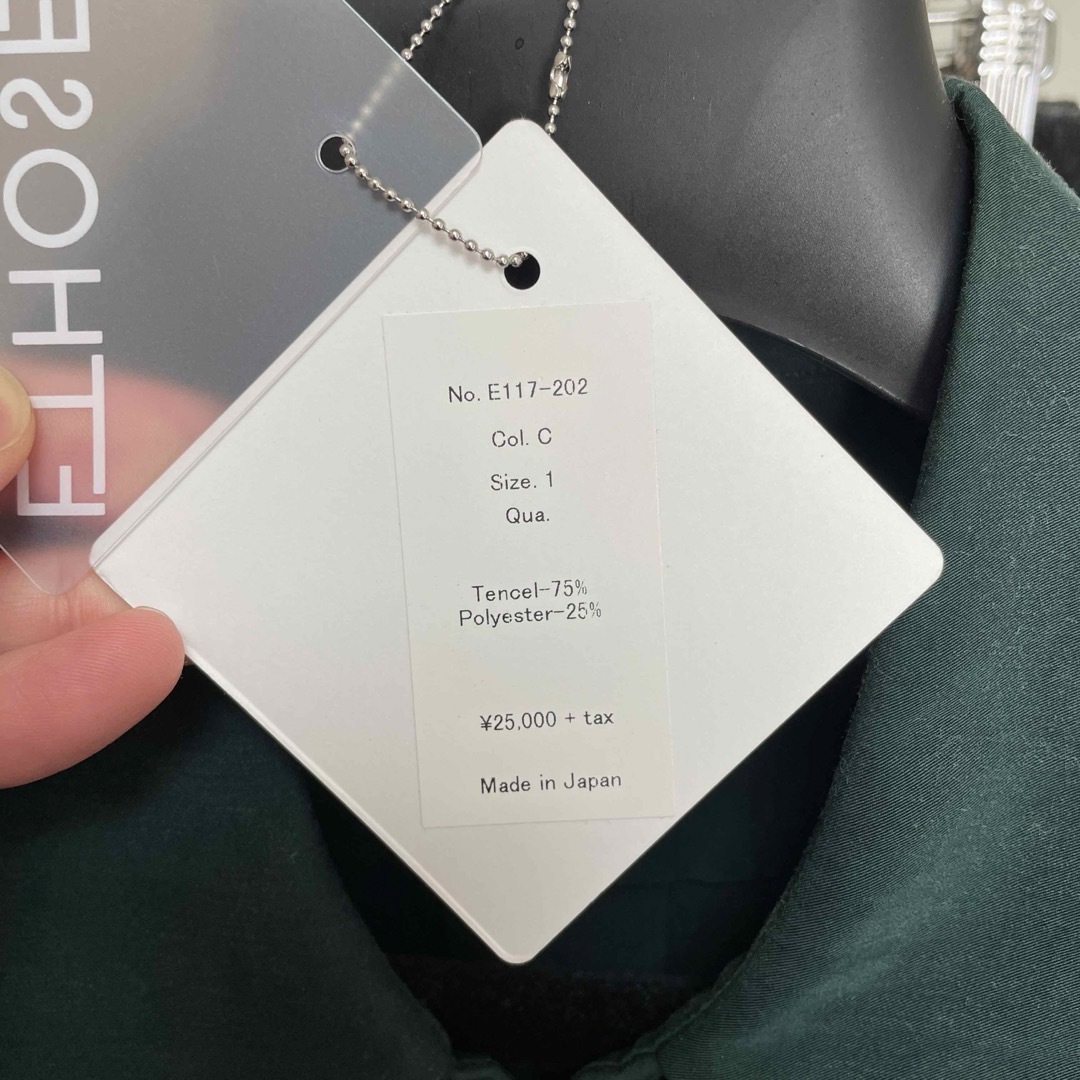 No. E117-202
Col. C
Size. 1
Qua.
Tencel-75%
Polyester-25%
¥25,000 + tax
Made in Japan